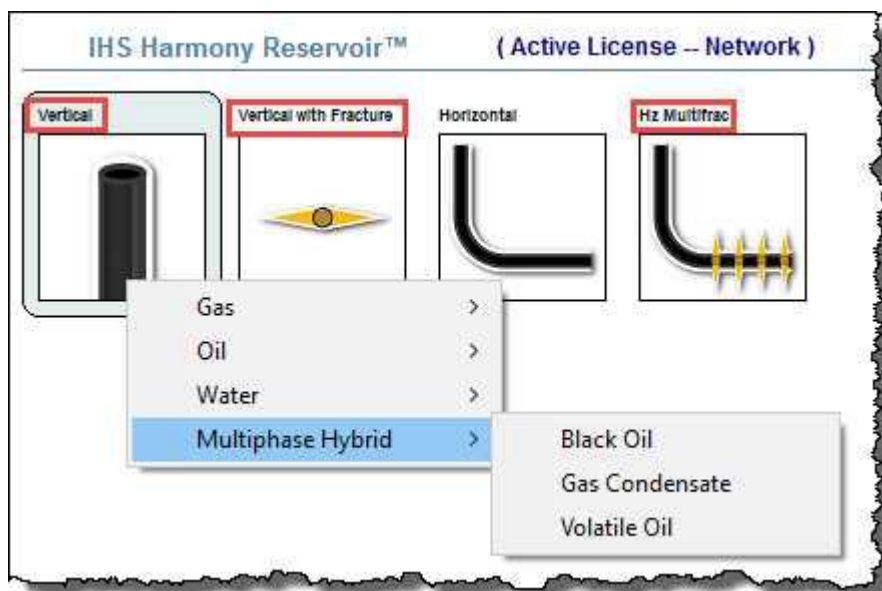 IHS Harmony Reservoir™ ( Active License -- Network )
Vertical Vertical with Fracture Horizontal Hz Multifrac
Gas >
Oil >
Water >
Multiphase Hybrid >
Black Oil
Gas Condensate
Volatile Oil